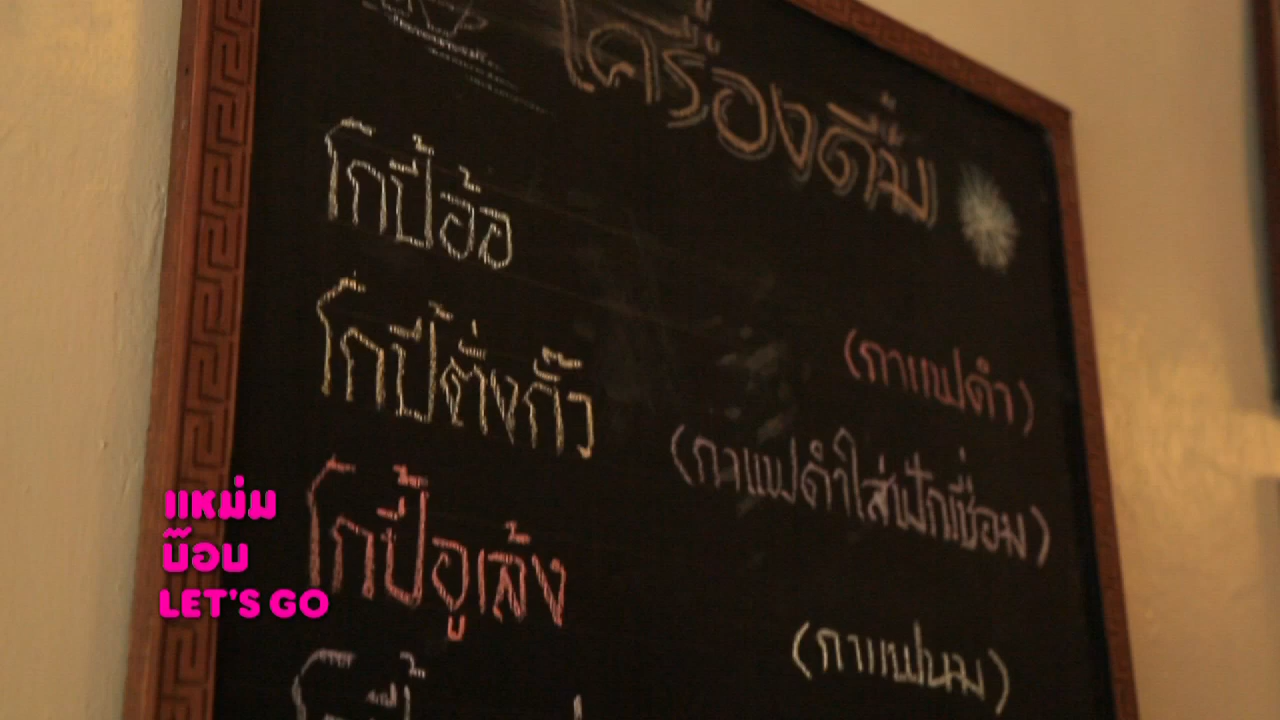 เครื่องดื่ม
โกปี้อ้อ
(กาแฟดำ)
โกปี้ตั่งกั๊ว
(กาแฟดำใส่ฟักเชื่อม)
โกปี้อูเล้ง
(กาแฟนม)
แหม่ม
บ๊อบ
LET'S GO